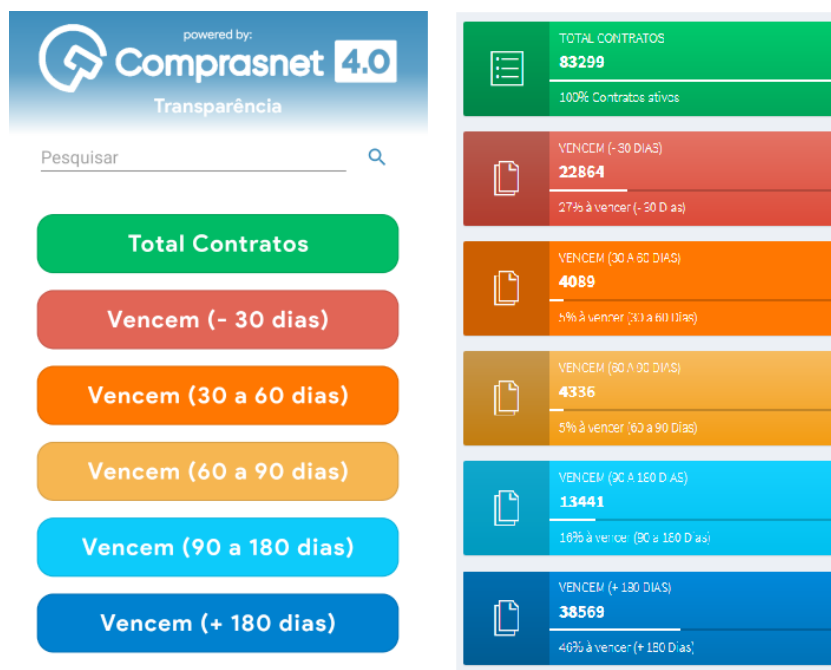 powered by:
Comprasnet 4.0
Transparência
Pesquisar
Total Contratos
Vencem (- 30 dias)
Vencem (30 a 60 dias)
Vencem (60 a 90 dias)
Vencem (90 a 180 dias)
Vencem (+ 180 dias)
TOTAL CONTRATOS
83299
100% Contratos ativos
VENCEM (- 30 DIAS)
22864
27% à vencer (- 30 Dias)
VENCEM (30 A 60 DIAS)
4089
5% à vencer (30 a 60 Dias)
VENCEM (60 A 90 DIAS)
4336
5% à vencer (60 a 90 Dias)
VENCEM (90 A 180 DIAS)
13441
16% à vencer (90 a 180 Dias)
VENCEM (+ 180 DIAS)
38569
46% à vencer (+ 180 Dias)